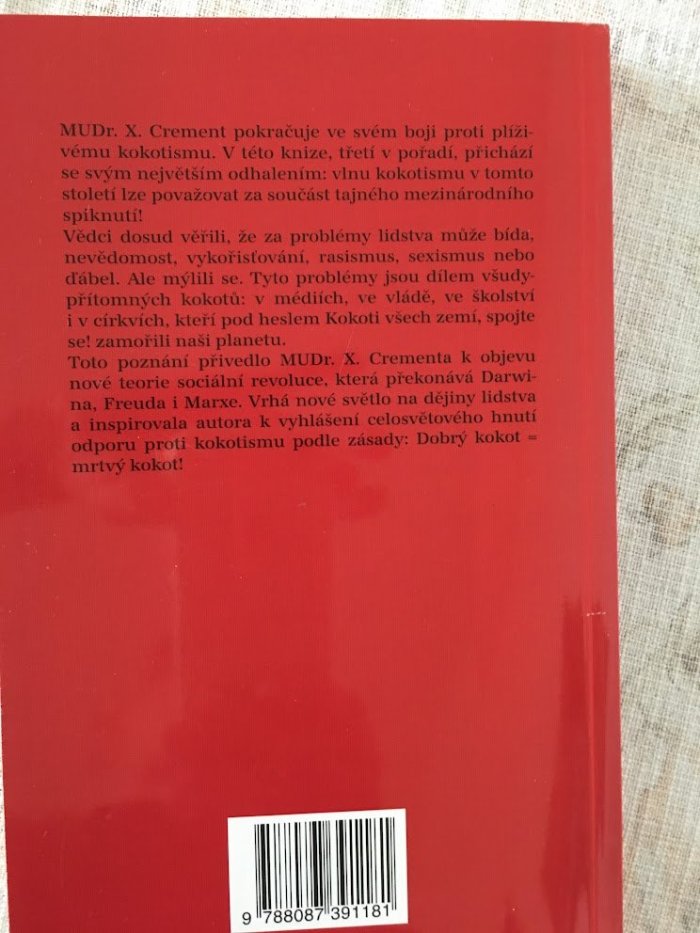 MUDr. X. Crement pokračuje ve svém boji proti plíži-
vému kokotismu. V této knize, třetí v pořadí, přichází
se svým největším odhalením: vlnu kokotismu v tomto
století lze považovat za součást tajného mezinárodního
spiknutí!
Vědci dosud věřili, že za problémy lidstva může bída,
nevědomost, vykořisťování, rasismus, sexismus nebo
ďábel. Ale mýlili se. Tyto problémy jsou dílem všudy-
přítomných kokotů: v médiích, ve vládě, ve školství
i v církvích, kteří pod heslem Kokoti všech zemí, spojte
se! zamořili naši planetu.
Toto poznání přivedlo MUDr. X. Crementa k objevu
nové teorie sociální revoluce, která překonává Darwi-
na, Freuda i Marxe. Vrhá nové světlo na dějiny lidstva
a inspirovala autora k vyhlášení celosvětového hnutí
odporu proti kokotismu podle zásady: Dobrý kokot =
mrtvý kokot!
9 788087 391181